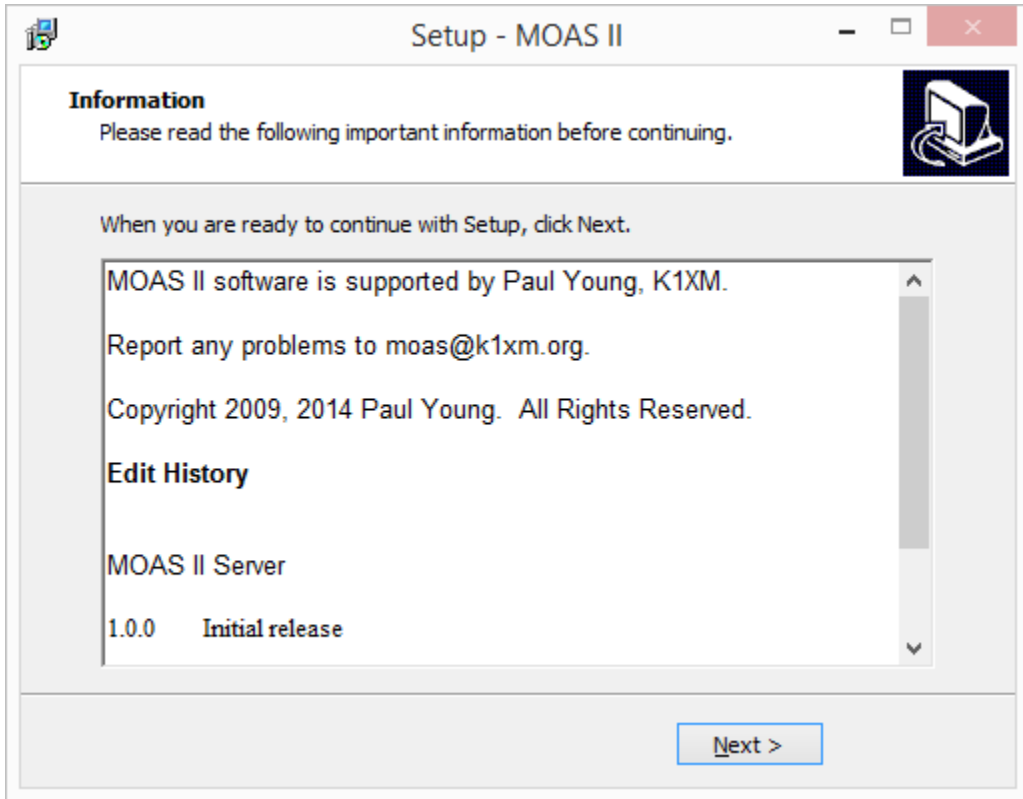 Setup - MOAS II
Information
Please read the following important information before continuing.
When you are ready to continue with Setup, click Next.
MOAS II software is supported by Paul Young, K1XM.
Report any problems to moas@k1xm.org.
Copyright 2009, 2014 Paul Young.  All Rights Reserved.
Edit History
MOAS II Server
1.0.0 Initial release
Next >